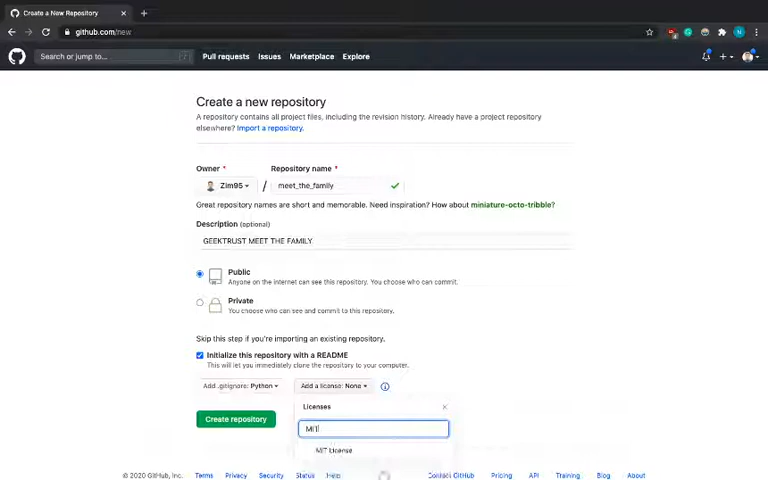 Create a New Repository
github.com/new
Search or jump to...
Pull requests Issues Marketplace Explore
Create a new repository
A repository contains all project files, including the revision history. Already have a project repository
elsewhere? Import a repository.
Owner * Repository name *
Zim95 / meet_the_family
Great repository names are short and memorable. Need inspiration? How about miniature-octo-tribble?
Description (optional)
GEEKTRUST MEET THE FAMILY
Public
Anyone on the internet can see this repository. You choose who can commit.
Private
You choose who can see and commit to this repository.
Skip this step if you're importing an existing repository.
Initialize this repository with a README
This will let you immediately clone the repository to your computer.
Add .gitignore: Python Add a license: None
Licenses
MIT
Create repository
MIT License
© 2020 GitHub, Inc. Terms Privacy Security Status Help Contact GitHub Pricing API Training Blog About